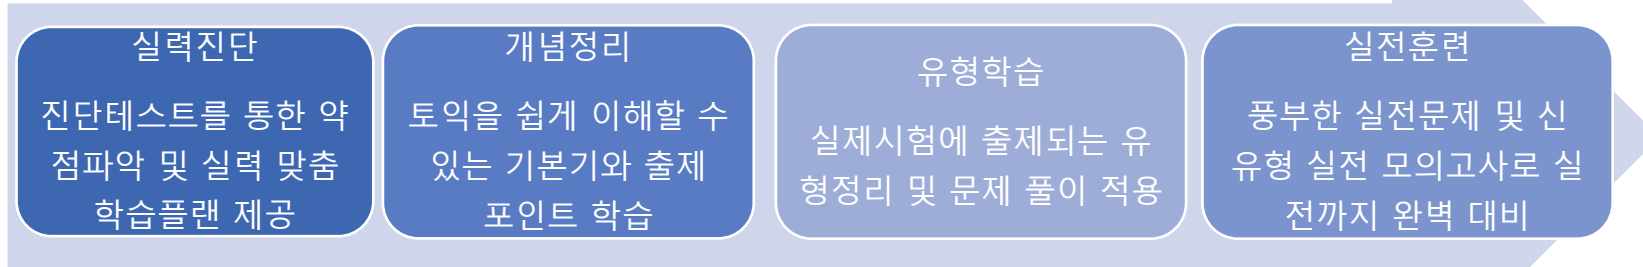 실력진단
진단테스트를 통한 약
점파악 및 실력 맞춤
학습플랜 제공
개념정리
토익을 쉽게 이해할 수
있는 기본기와 출제
포인트 학습
유형학습
실제시험에 출제되는 유
형정리 및 문제 풀이 적용
실전훈련
풍부한 실전문제 및 신
유형 실전 모의고사로 실
전까지 완벽 대비